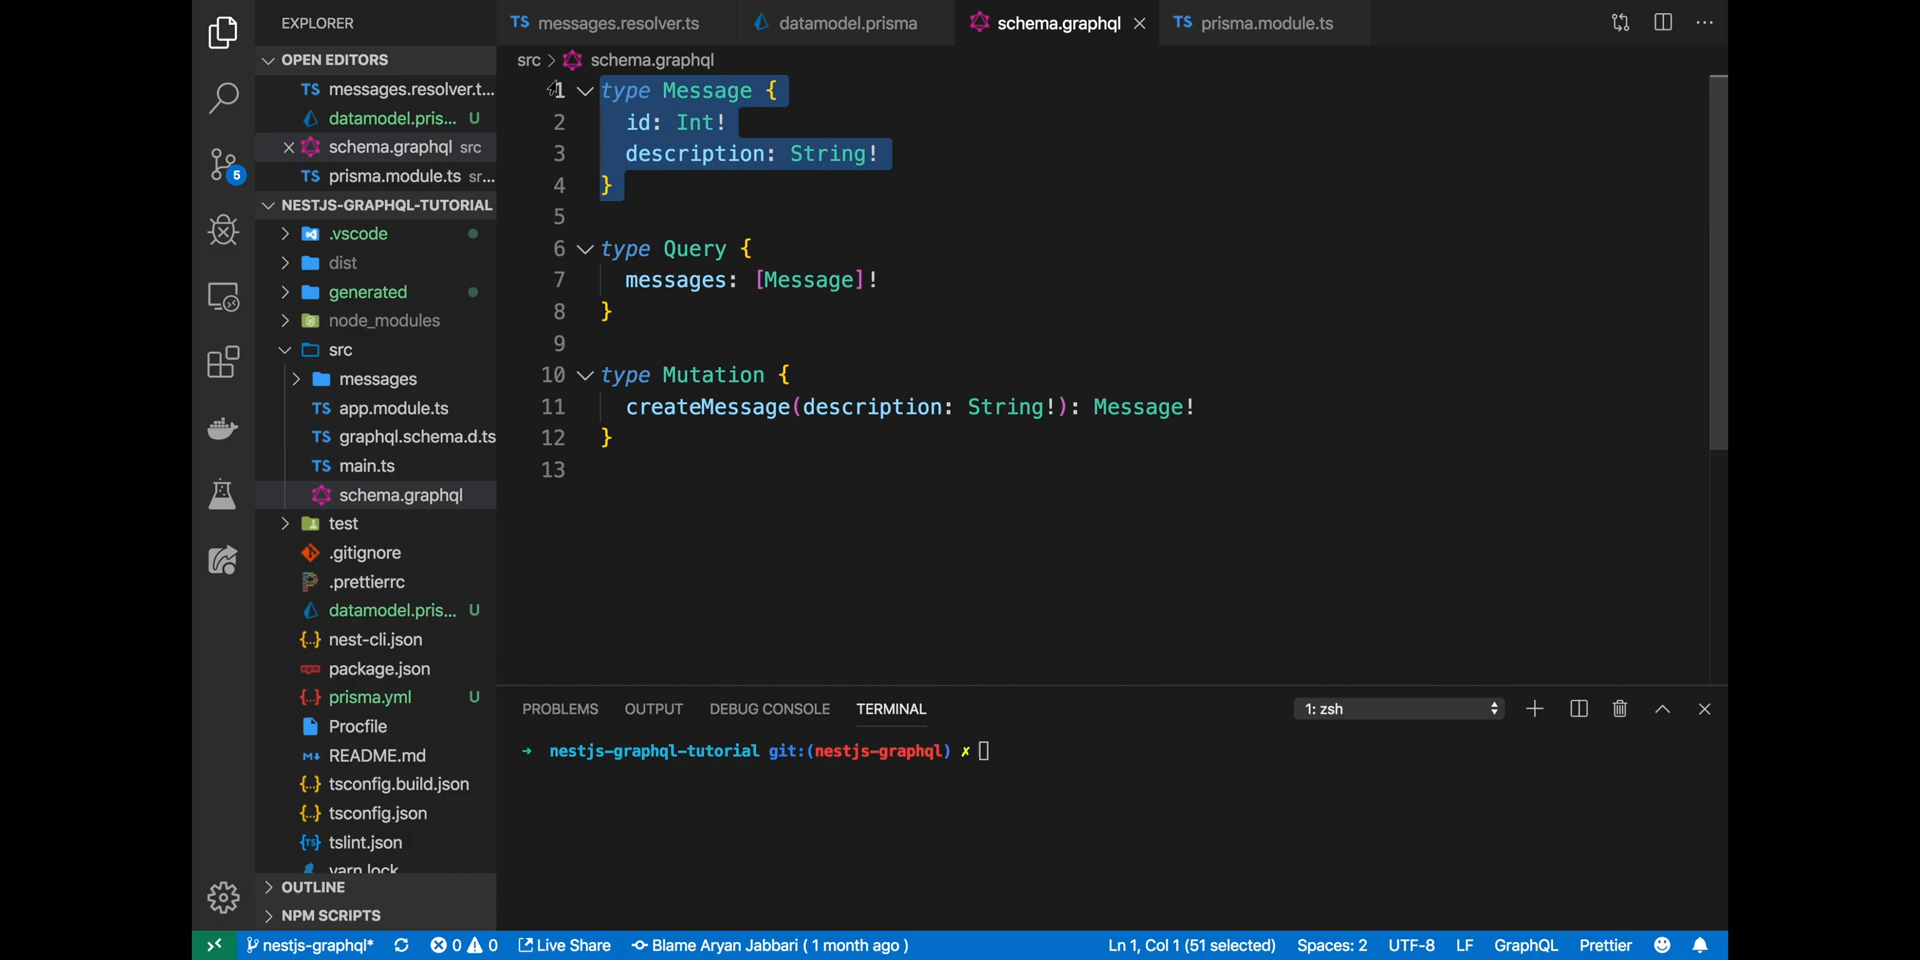 EXPLORER
OPEN EDITORS
TS messages.resolver.t...
datamodel.pris... U
schema.graphql src
TS prisma.module.ts sr...
NESTJS-GRAPHQL-TUTORIAL
.vscode
dist
generated
node_modules
src
messages
TS app.module.ts
TS graphql.schema.d.ts
TS main.ts
schema.graphql
test
.gitignore
.prettierrc
datamodel.pris... U
{..} nest-cli.json
package.json
{..} prisma.yml U
Procfile
README.md
{..} tsconfig.build.json
{..} tsconfig.json
tslint.json
yarn.lock
OUTLINE
NPM SCRIPTS
5
TS messages.resolver.ts
datamodel.prisma
schema.graphql
TS prisma.module.ts
src > schema.graphql
1 type Message {
2 id: Int!
3 description: String!
4 }
5
6 type Query {
7 messages: [Message]!
8 }
9
10 type Mutation {
11 createMessage(description: String!): Message!
12 }
13
PROBLEMS OUTPUT DEBUG CONSOLE TERMINAL 1: zsh
→ nestjs-graphql-tutorial git:(nestjs-graphql) ✗
nestjs-graphql* 0 0 Live Share Blame Aryan Jabbari ( 1 month ago ) Ln 1, Col 1 (51 selected) Spaces: 2 UTF-8 LF GraphQL Prettier